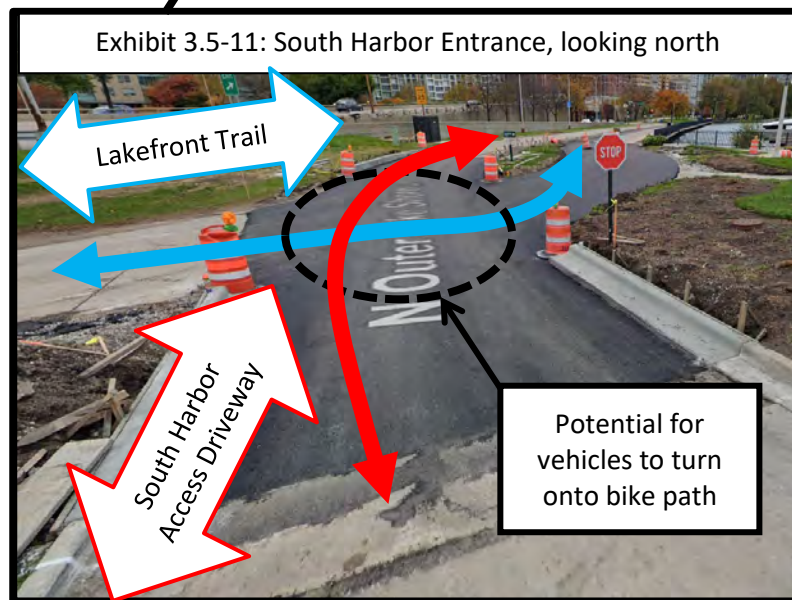 Exhibit 3.5-11: South Harbor Entrance, looking north
Lakefront Trail
STOP
N Outer
South Harbor
Access Driveway
Potential for
vehicles to turn
onto bike path